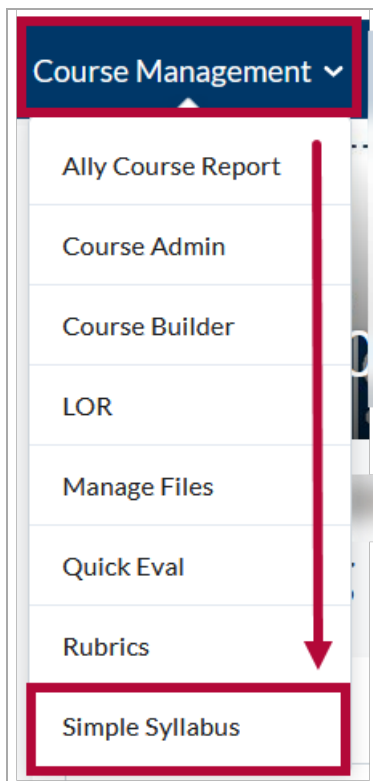 Course Management
Ally Course Report
Course Admin
Course Builder
LOR
Manage Files
Quick Eval
Rubrics
Simple Syllabus